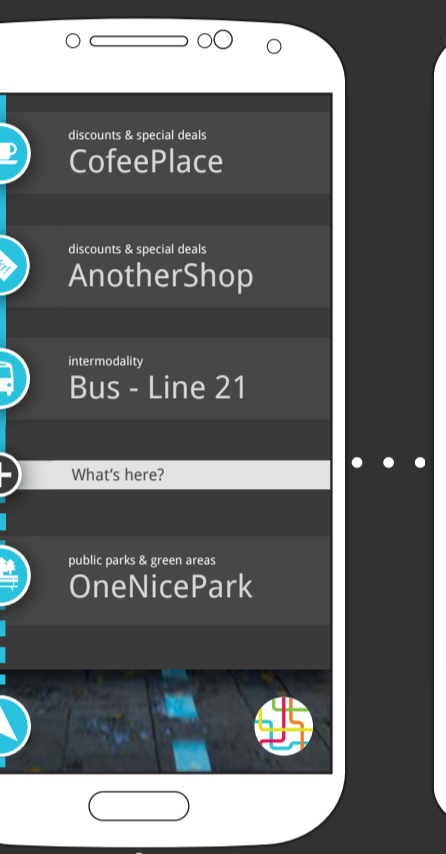 discounts & special deals
CofeePlace
discounts & special deals
AnotherShop
intermodality
Bus - Line 21
What's here?
public parks & green areas
OneNicePark